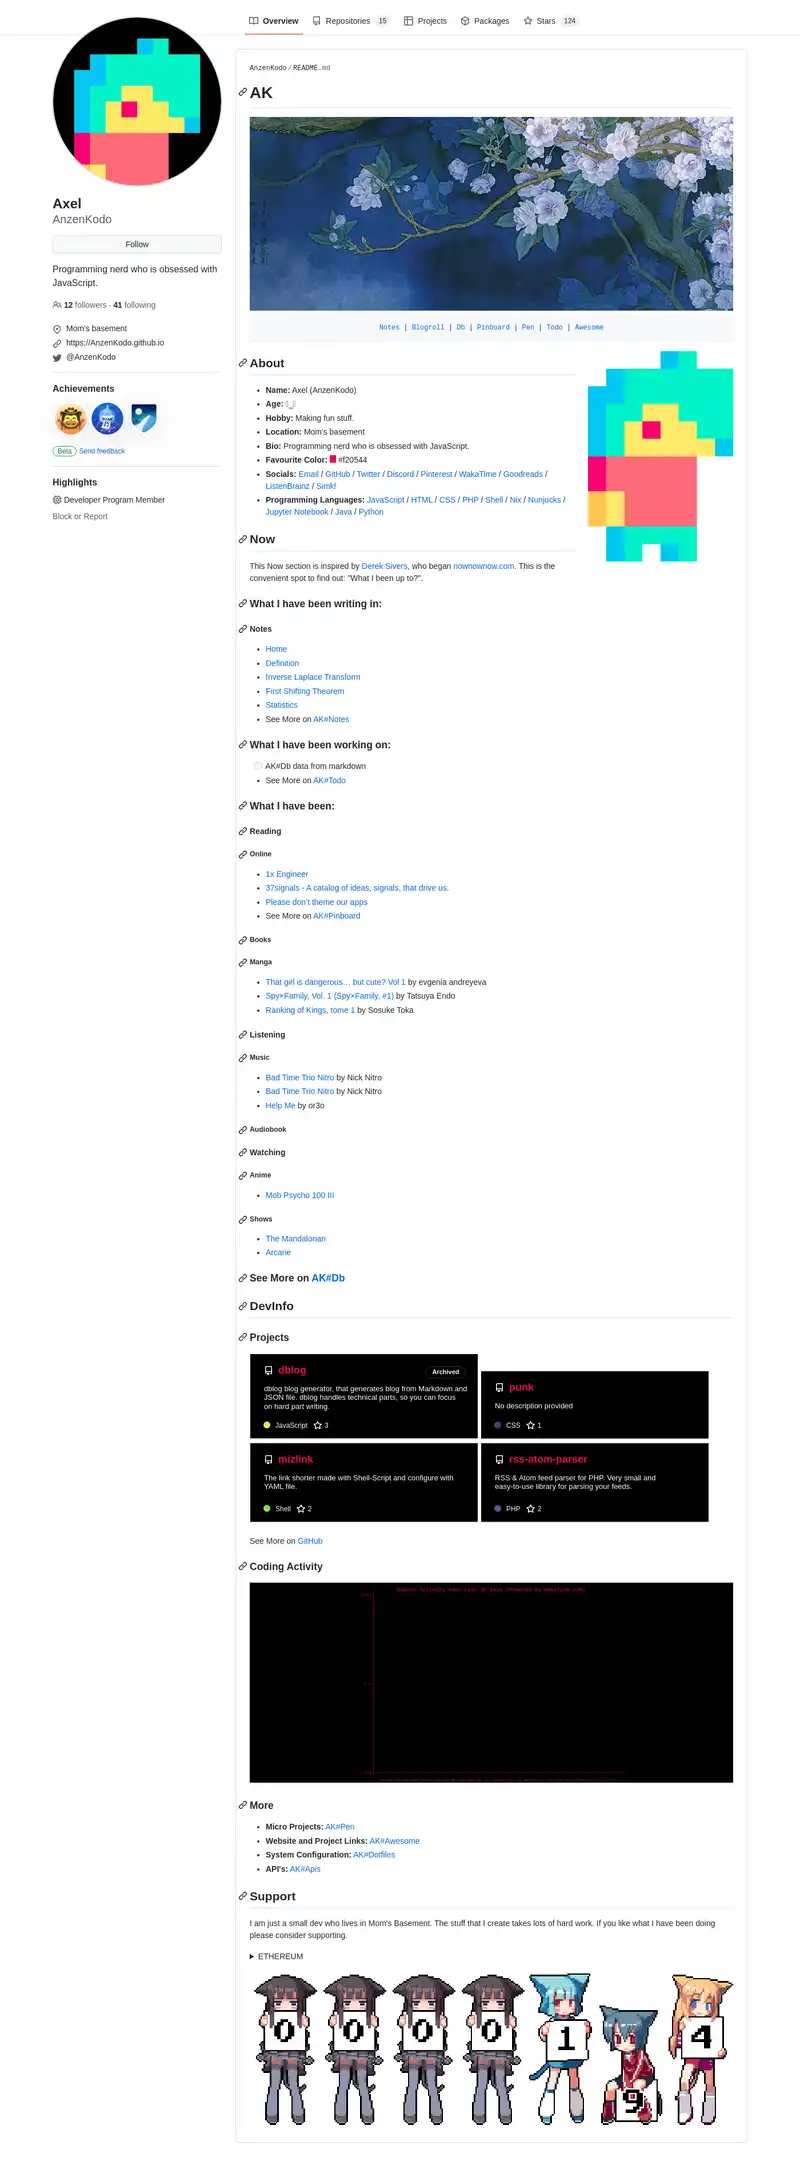 Overview
Repositories 15
Projects
Packages
Stars 124
Axel
AnzenKodo
Follow
Programming nerd who is obsessed with
JavaScript.
12 followers · 41 following
Mom's basement
https://AnzenKodo.github.io
@AnzenKodo
Achievements
Beta Send feedback
Highlights
Developer Program Member
Block or Report
AnzenKodo / README.md
AK
Notes | Blogroll | Db | Pinboard | Pen | Todo | Awesome
About
Name: Axel (AnzenKodo)
Age:
Hobby: Making fun stuff.
Location: Mom's basement
Bio: Programming nerd who is obsessed with JavaScript.
Favourite Color: #f20544
Socials: Email / GitHub / Twitter / Discord / Pinterest / WakaTime / Goodreads /
ListenBrainz / Simkl
Programming Languages: JavaScript / HTML / CSS / PHP / Shell / Nix / Nunjucks /
Jupyter Notebook / Java / Python
Now
This Now section is inspired by Derek Sivers, who began nownownow.com. This is the
convenient spot to find out: "What I been up to?".
What I have been writing in:
Notes
Home
Definition
Inverse Laplace Transform
First Shifting Theorem
Statistics
See More on AK#Notes
What I have been working on:
AK#Db data from markdown
See More on AK#Todo
What I have been:
Reading
Online
1x Engineer
37signals - A catalog of ideas, signals, that drive us.
Please don't theme our apps
See More on AK#Pinboard
Books
Manga
That girl is dangerous… but cute? Vol 1 by evgenia andreyeva
Spy×Family, Vol. 1 (Spy×Family, #1) by Tatsuya Endo
Ranking of Kings, tome 1 by Sosuke Toka
Listening
Music
Bad Time Trio Nitro by Nick Nitro
Bad Time Trio Nitro by Nick Nitro
Help Me by or3o
Audiobook
Watching
Anime
Mob Psycho 100 III
Shows
The Mandalorian
Arcane
See More on AK#Db
DevInfo
Projects
dblog Archived
dblog blog generator, that generates blog from Markdown and
JSON file. dblog handles technical parts, so you can focus
on hard part writing.
JavaScript 3
punk
No description provided
CSS 1
mizlink
The link shorter made with Shell-Script and configure with
YAML file.
Shell 2
rss-atom-parser
RSS & Atom feed parser for PHP. Very small and
easy-to-use library for parsing your feeds.
PHP 2
See More on GitHub
Coding Activity
More
Micro Projects: AK#Pen
Website and Project Links: AK#Awesome
System Configuration: AK#Dotfiles
API's: AK#Apis
Support
I am just a small dev who lives in Mom's Basement. The stuff that I create takes lots of hard work. If you like what I have been doing
please consider supporting.
ETHEREUM
0 0 0 0 1 9 4